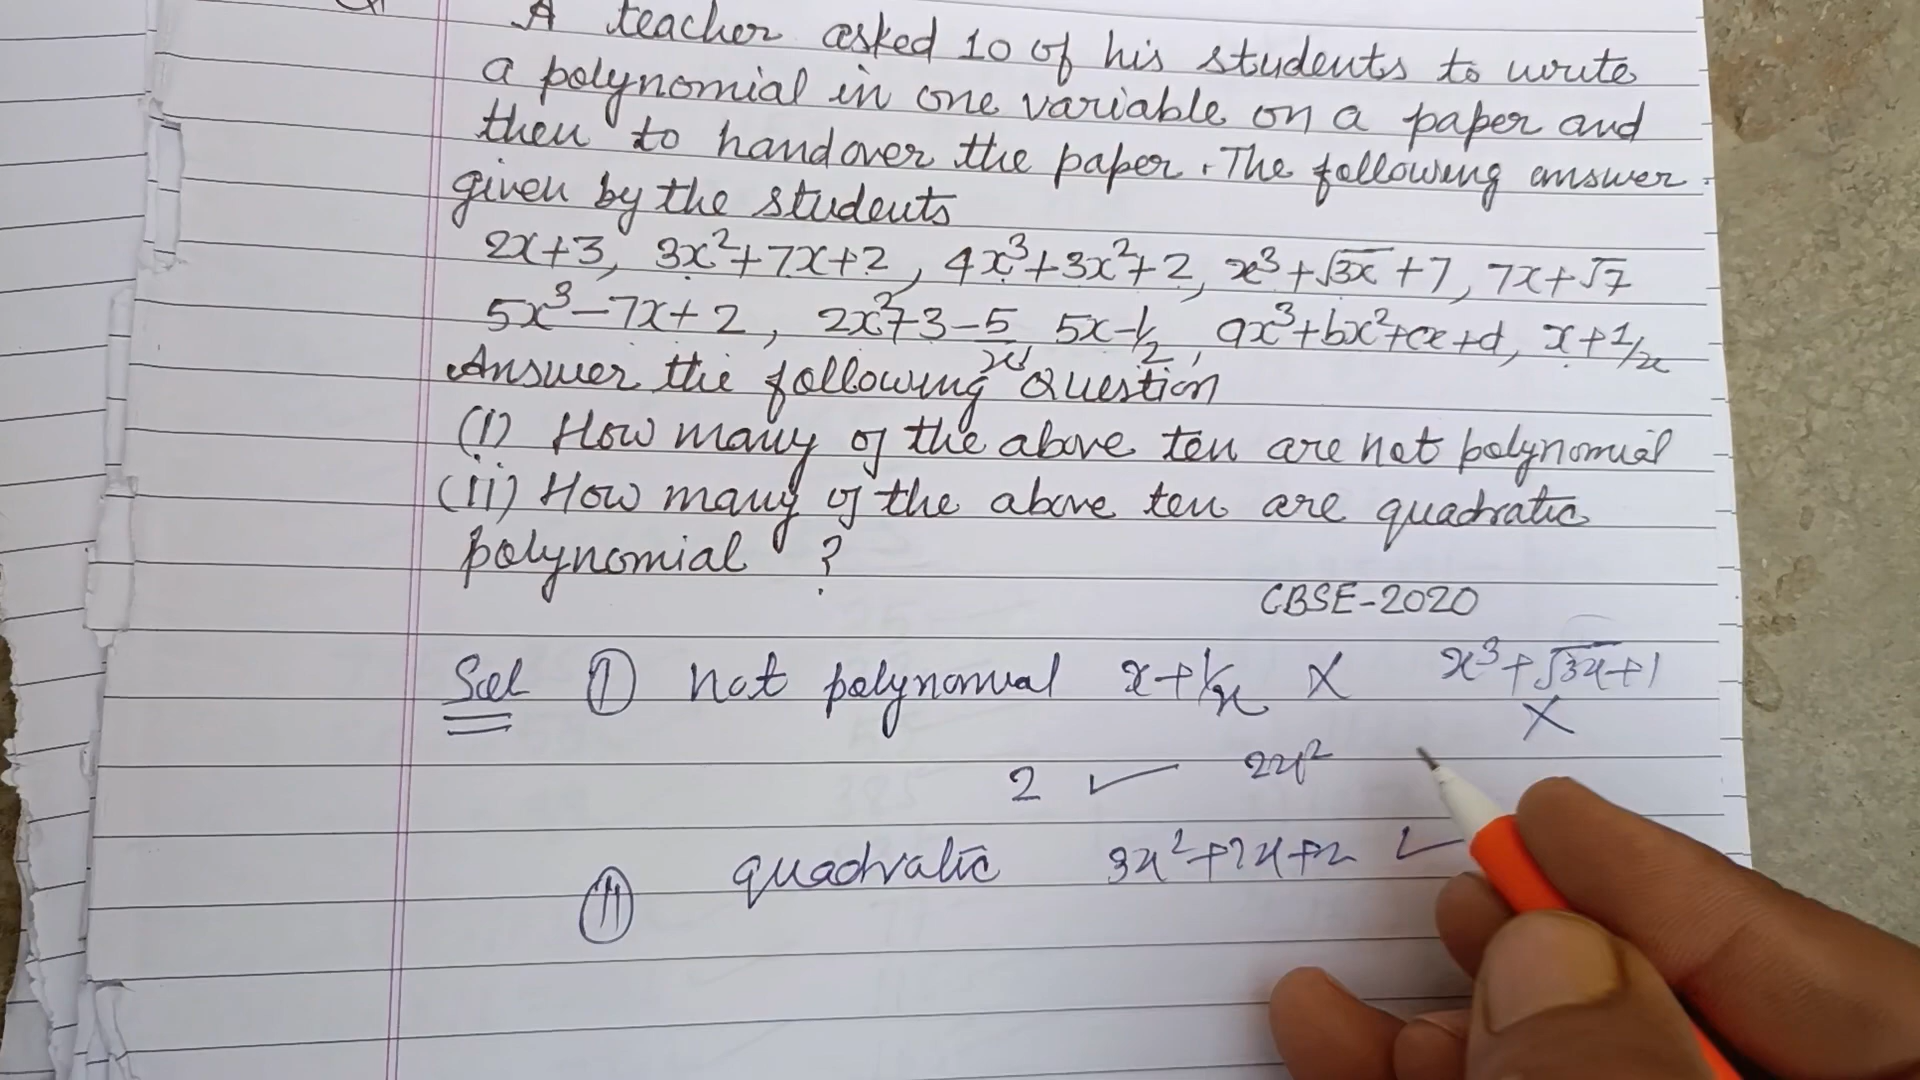 A teacher asked 10 of his students to write
a polynomial in one variable on a paper and
then to handover the paper. The following answer
given by the students
2x+3, 3x²+7x+2, 4x³+3x²+2, x³+√3x+7, 7x+√7
5x³-7x+2, 2x²+3-5/x, 5x-1/2, ax³+bx²+cx+d, x+1/x
Answer the following Question
(i) How many of the above ten are not polynomial
(ii) How many of the above ten are quadratic
polynomial ?
CBSE-2020
Sol (I) not polynomial x+1/x X x³+√3x+1
X
2 ✓ 2x²
(II) quadratic 3x²+7x+2 ✓